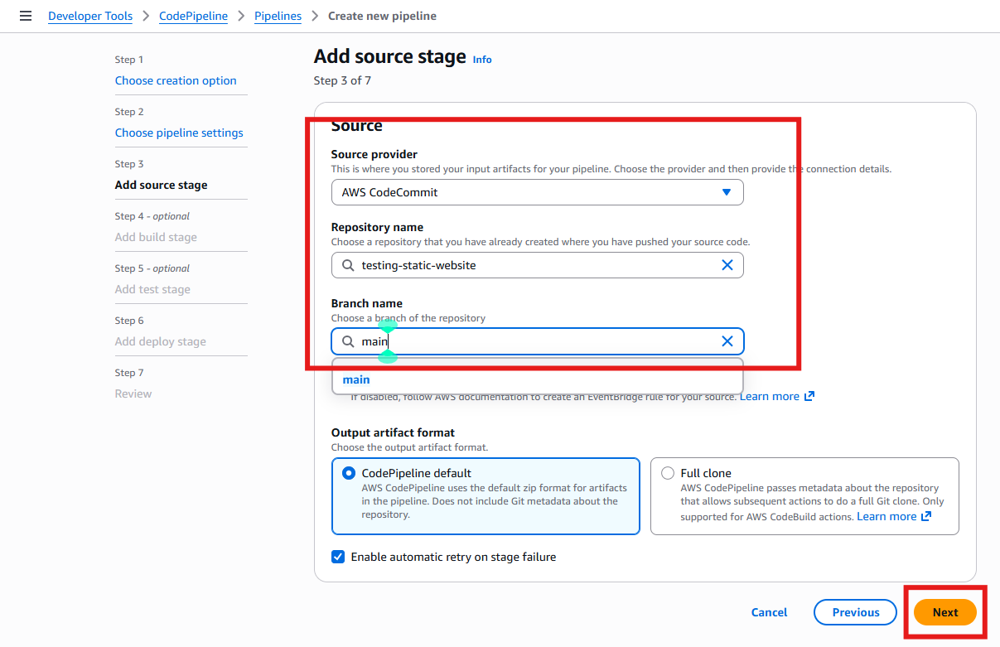 Developer Tools > CodePipeline > Pipelines > Create new pipeline
Step 1
Choose creation option
Step 2
Choose pipeline settings
Step 3
Add source stage
Step 4 - optional
Add build stage
Step 5 - optional
Add test stage
Step 6
Add deploy stage
Step 7
Review
Add source stage Info
Step 3 of 7
Source
Source provider
This is where you stored your input artifacts for your pipeline. Choose the provider and then provide the connection details.
AWS CodeCommit
Repository name
Choose a repository that you have already created where you have pushed your source code.
testing-static-website
Branch name
Choose a branch of the repository
main
main
If disabled, follow AWS documentation to create an EventBridge rule for your source. Learn more
Output artifact format
Choose the output artifact format.
CodePipeline default
AWS CodePipeline uses the default zip format for artifacts
in the pipeline. Does not include Git metadata about the
repository.
Full clone
AWS CodePipeline passes metadata about the repository
that allows subsequent actions to do a full Git clone. Only
supported for AWS CodeBuild actions. Learn more
Enable automatic retry on stage failure
Cancel
Previous
Next